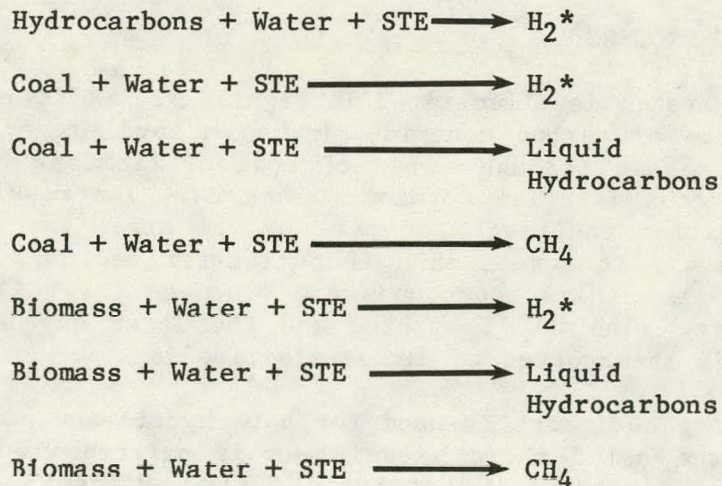 Hydrocarbons + Water + STE ⟶ H₂*
Coal + Water + STE ⟶ H₂*
Coal + Water + STE ⟶ Liquid
Hydrocarbons
Coal + Water + STE ⟶ CH₄
Biomass + Water + STE ⟶ H₂*
Biomass + Water + STE ⟶ Liquid
Hydrocarbons
Biomass + Water + STE ⟶ CH₄